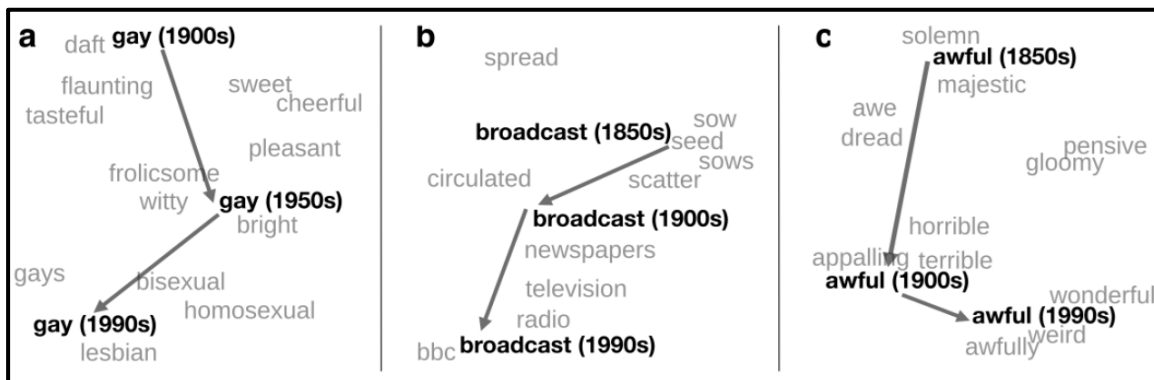 a
gay (1900s)
daft
flaunting
sweet
cheerful
tasteful
pleasant
frolicsome
witty
gay (1950s)
bright
gays
bisexual
homosexual
gay (1990s)
lesbian
b
spread
sow
broadcast (1850s)
seed
sows
circulated
scatter
broadcast (1900s)
newspapers
television
radio
bbc
broadcast (1990s)
c
solemn
awful (1850s)
majestic
awe
dread
pensive
gloomy
horrible
appalling
terrible
awful (1900s)
wonderful
awful (1990s)
weird
awfully